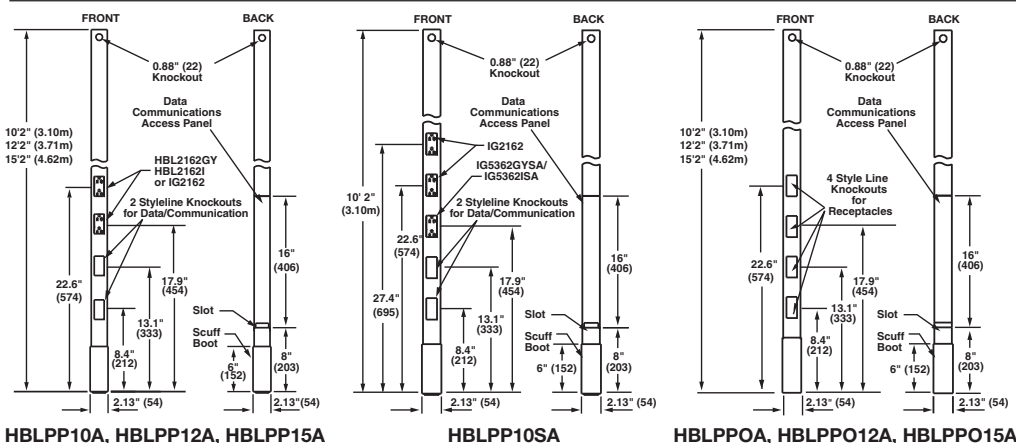 FRONT
BACK
0.88" (22)
Knockout
Data
Communications
Access Panel
10'2" (3.10m)
12'2" (3.71m)
15'2" (4.62m)
HBL2162GY
HBL2162I
or IG2162
2 Styleline Knockouts
for Data/Communication
22.6"
(574)
17.9"
(454)
13.1"
(333)
8.4"
(212)
16"
(406)
Slot
Scuff
Boot
6"
(152)
8"
(203)
2.13" (54)
2.13"(54)
HBLPP10A, HBLPP12A, HBLPP15A
FRONT
BACK
0.88" (22)
Knockout
Data
Communications
Access Panel
10' 2"
(3.10m)
IG2162
IG5362GYSA/
IG5362ISA
2 Styleline Knockouts
for Data/Communication
27.4"
(695)
22.6"
(574)
17.9"
(454)
13.1"
(333)
8.4"
(212)
16"
(406)
Slot
Scuff
Boot
6" (152)
8"
(203)
2.13" (54)
2.13" (54)
HBLPP10SA
FRONT
BACK
0.88" (22)
Knockout
Data
Communications
Access Panel
10'2" (3.10m)
12'2" (3.71m)
15'2" (4.62m)
4 Style Line
Knockouts
for
Receptacles
22.6"
(574)
17.9"
(454)
13.1"
(333)
8.4"
(212)
16"
(406)
Slot
Scuff
Boot
6" (152)
8"
(203)
2.13" (54)
2.13" (54)
HBLPPOA, HBLPPO12A, HBLPPO15A